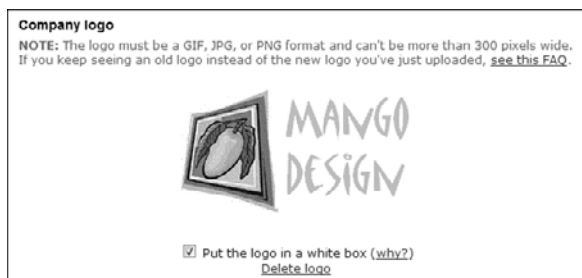 Company logo
NOTE: The logo must be a GIF, JPG, or PNG format and can't be more than 300 pixels wide.
If you keep seeing an old logo instead of the new logo you've just uploaded, see this FAQ.
MANGO
DESIGN
Put the logo in a white box (why?)
Delete logo